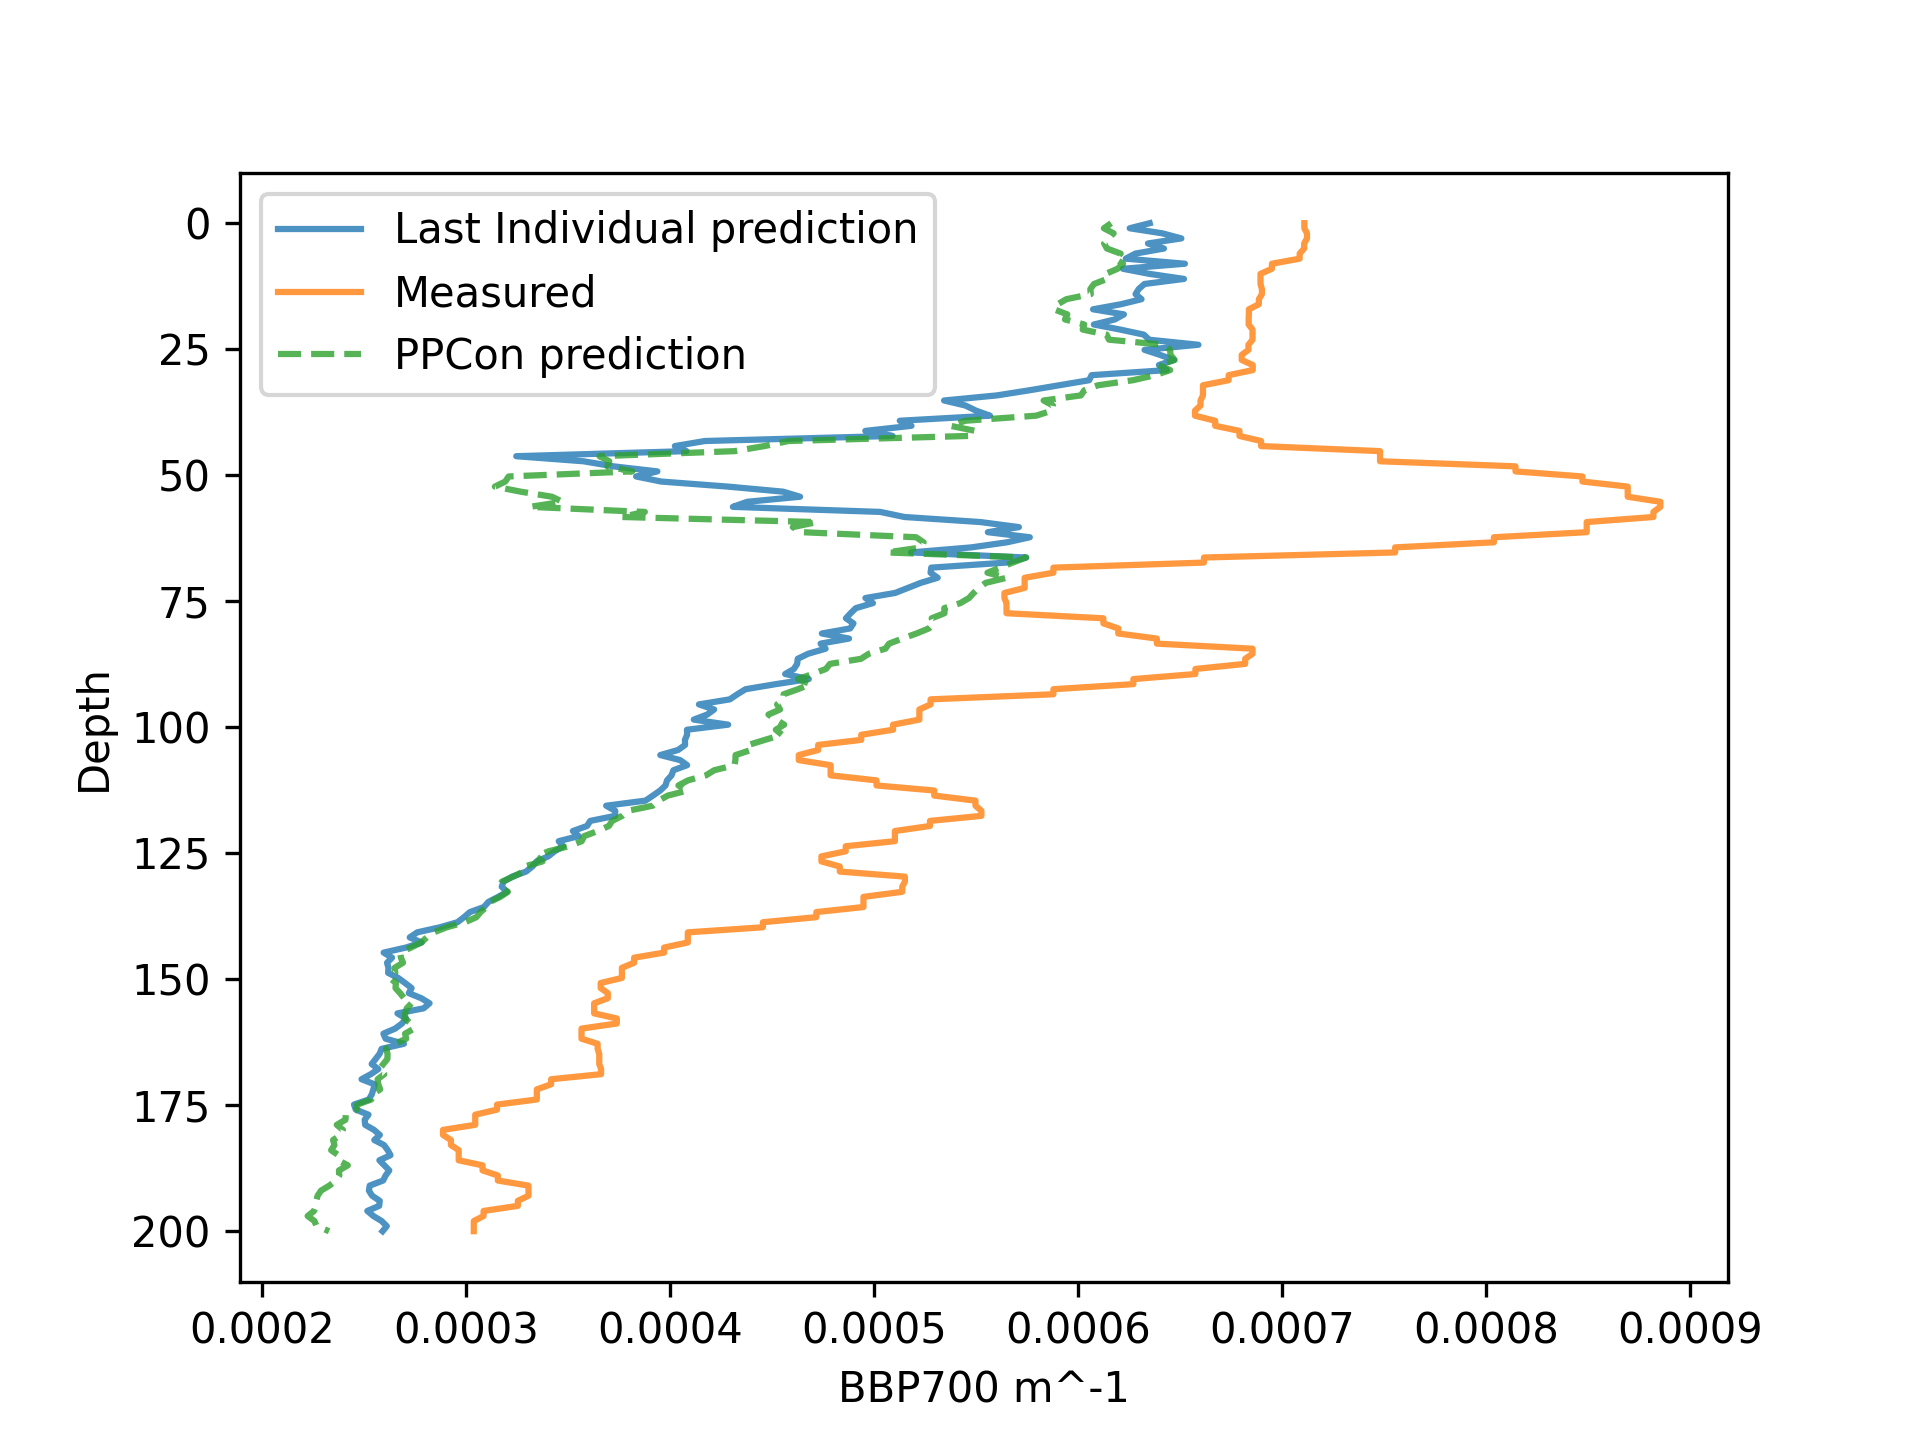 Last Individual prediction
Measured
PPCon prediction
0
25
50
75
100
125
150
175
200
Depth
0.0002 0.0003 0.0004 0.0005 0.0006 0.0007 0.0008 0.0009
BBP700 m^-1